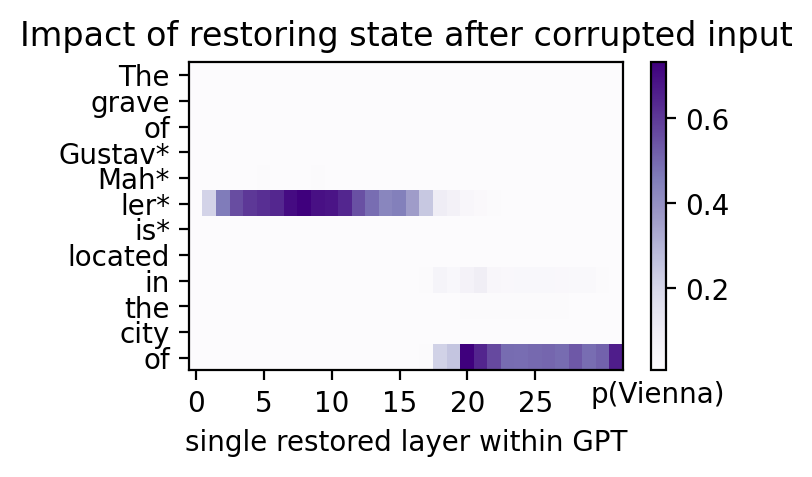 Impact of restoring state after corrupted input
The
grave
of
Gustav*
Mah*
ler*
is*
located
in
the
city
of
0 5 10 15 20 25
single restored layer within GPT
0.6
0.4
0.2
p(Vienna)